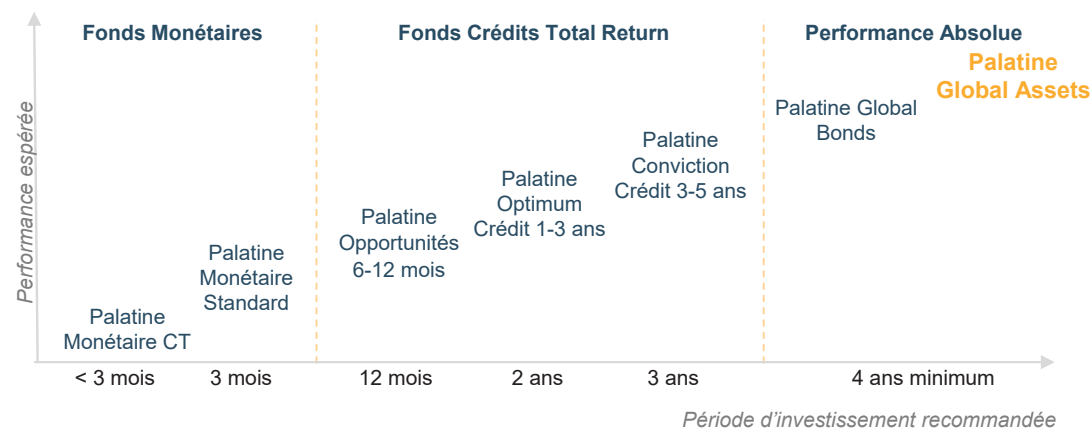 Fonds Monétaires
Fonds Crédits Total Return
Performance Absolue
Palatine
Global Assets
Palatine Global
Bonds
Palatine
Conviction
Crédit 3-5 ans
Palatine
Optimum
Crédit 1-3 ans
Palatine
Opportunités
6-12 mois
Palatine
Monétaire
Standard
Palatine
Monétaire CT
Performance espérée
< 3 mois
3 mois
12 mois
2 ans
3 ans
4 ans minimum
Période d'investissement recommandée